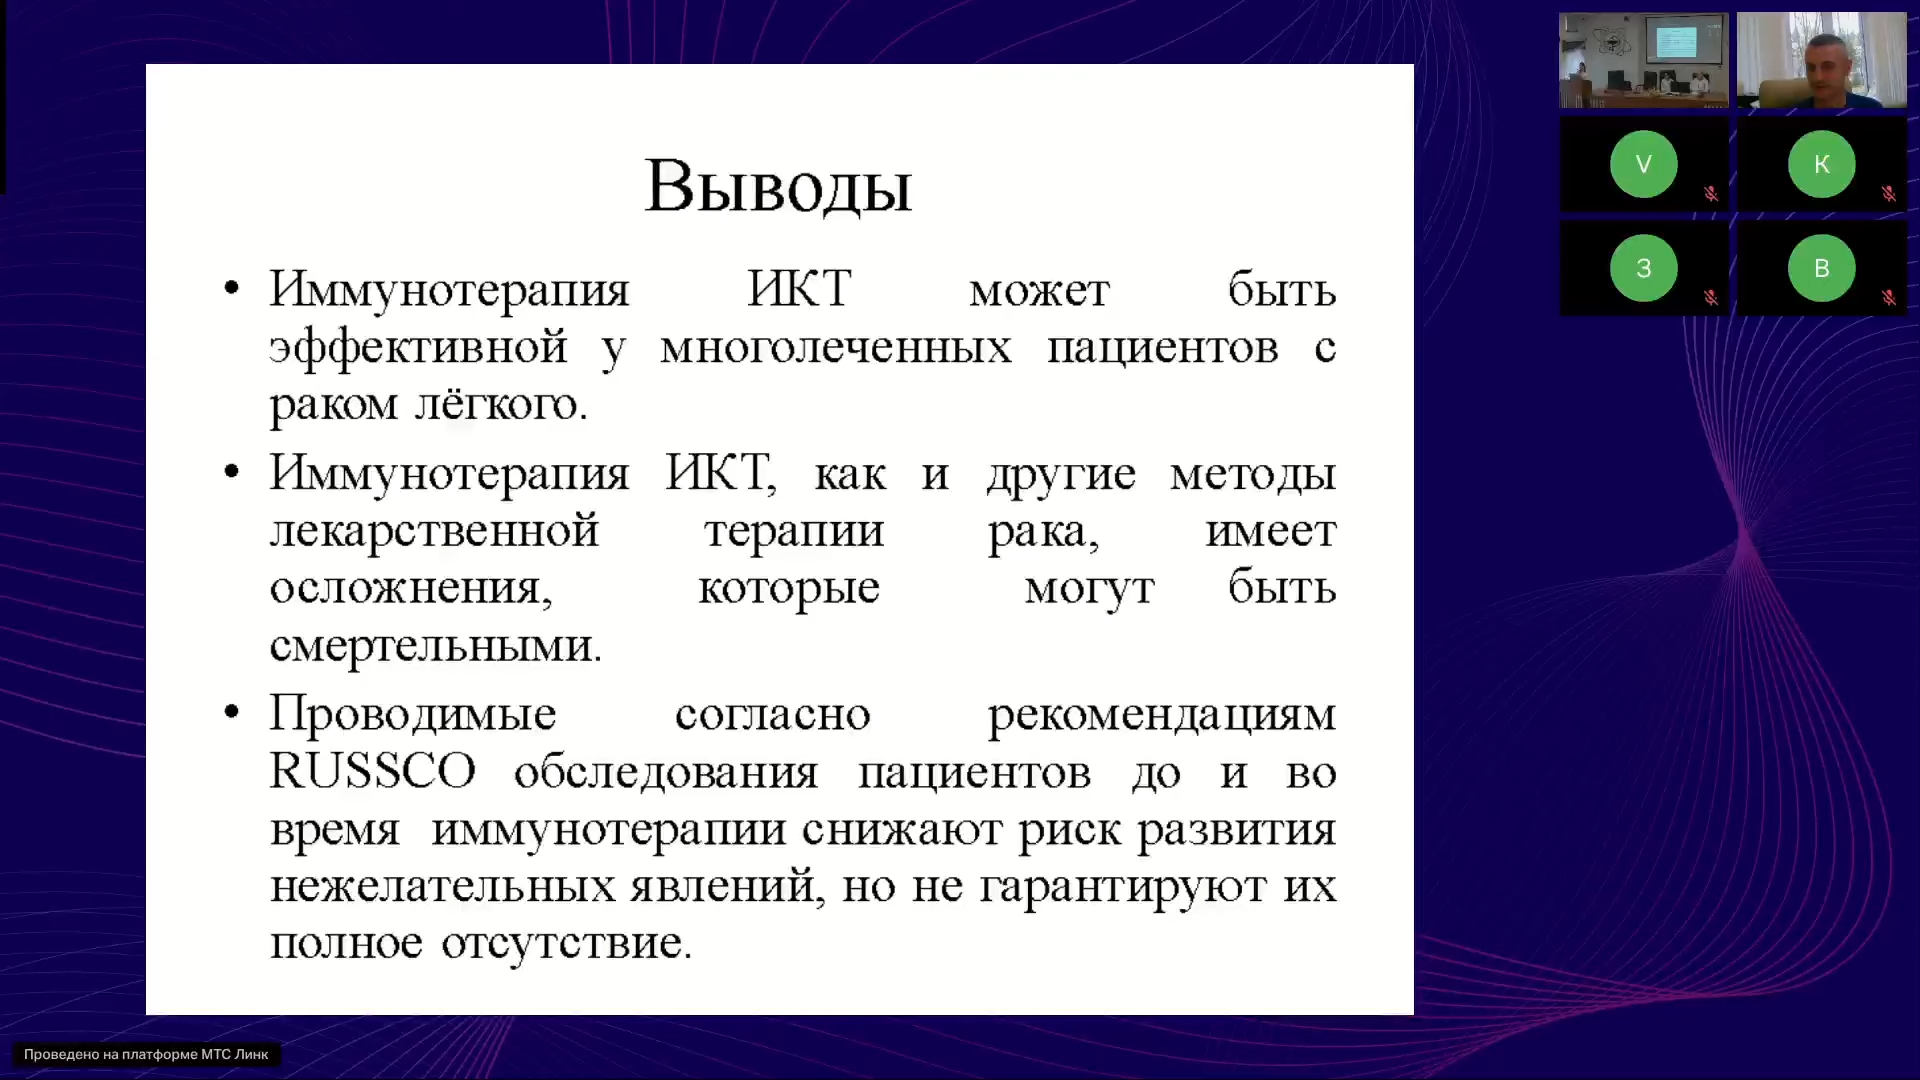 Выводы
• Иммунотерапия ИКТ может быть
эффективной у многолеченных пациентов с
раком лёгкого.
• Иммунотерапия ИКТ, как и другие методы
лекарственной терапии рака, имеет
осложнения, которые могут быть
смертельными.
• Проводимые согласно рекомендациям
RUSSCO обследования пациентов до и во
время иммунотерапии снижают риск развития
нежелательных явлений, но не гарантируют их
полное отсутствие.
V
К
З
В
Проведено на платформе МТС Линк